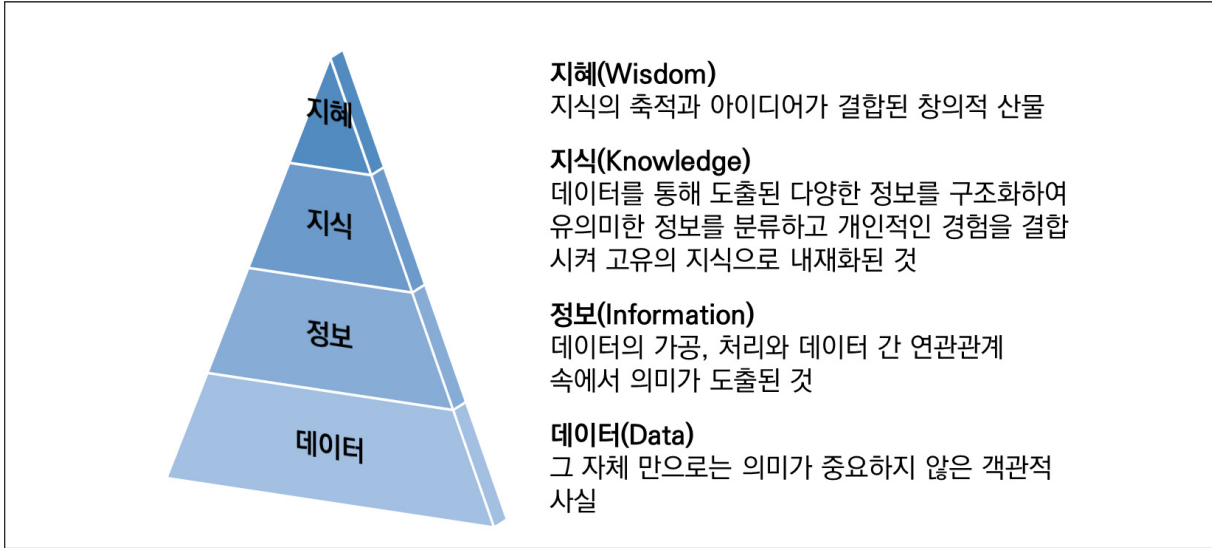 지혜
지식
정보
데이터
지혜(Wisdom)
지식의 축적과 아이디어가 결합된 창의적 산물
지식(Knowledge)
데이터를 통해 도출된 다양한 정보를 구조화하여
유의미한 정보를 분류하고 개인적인 경험을 결합
시켜 고유의 지식으로 내재화된 것
정보(Information)
데이터의 가공, 처리와 데이터 간 연관관계
속에서 의미가 도출된 것
데이터(Data)
그 자체 만으로는 의미가 중요하지 않은 객관적
사실